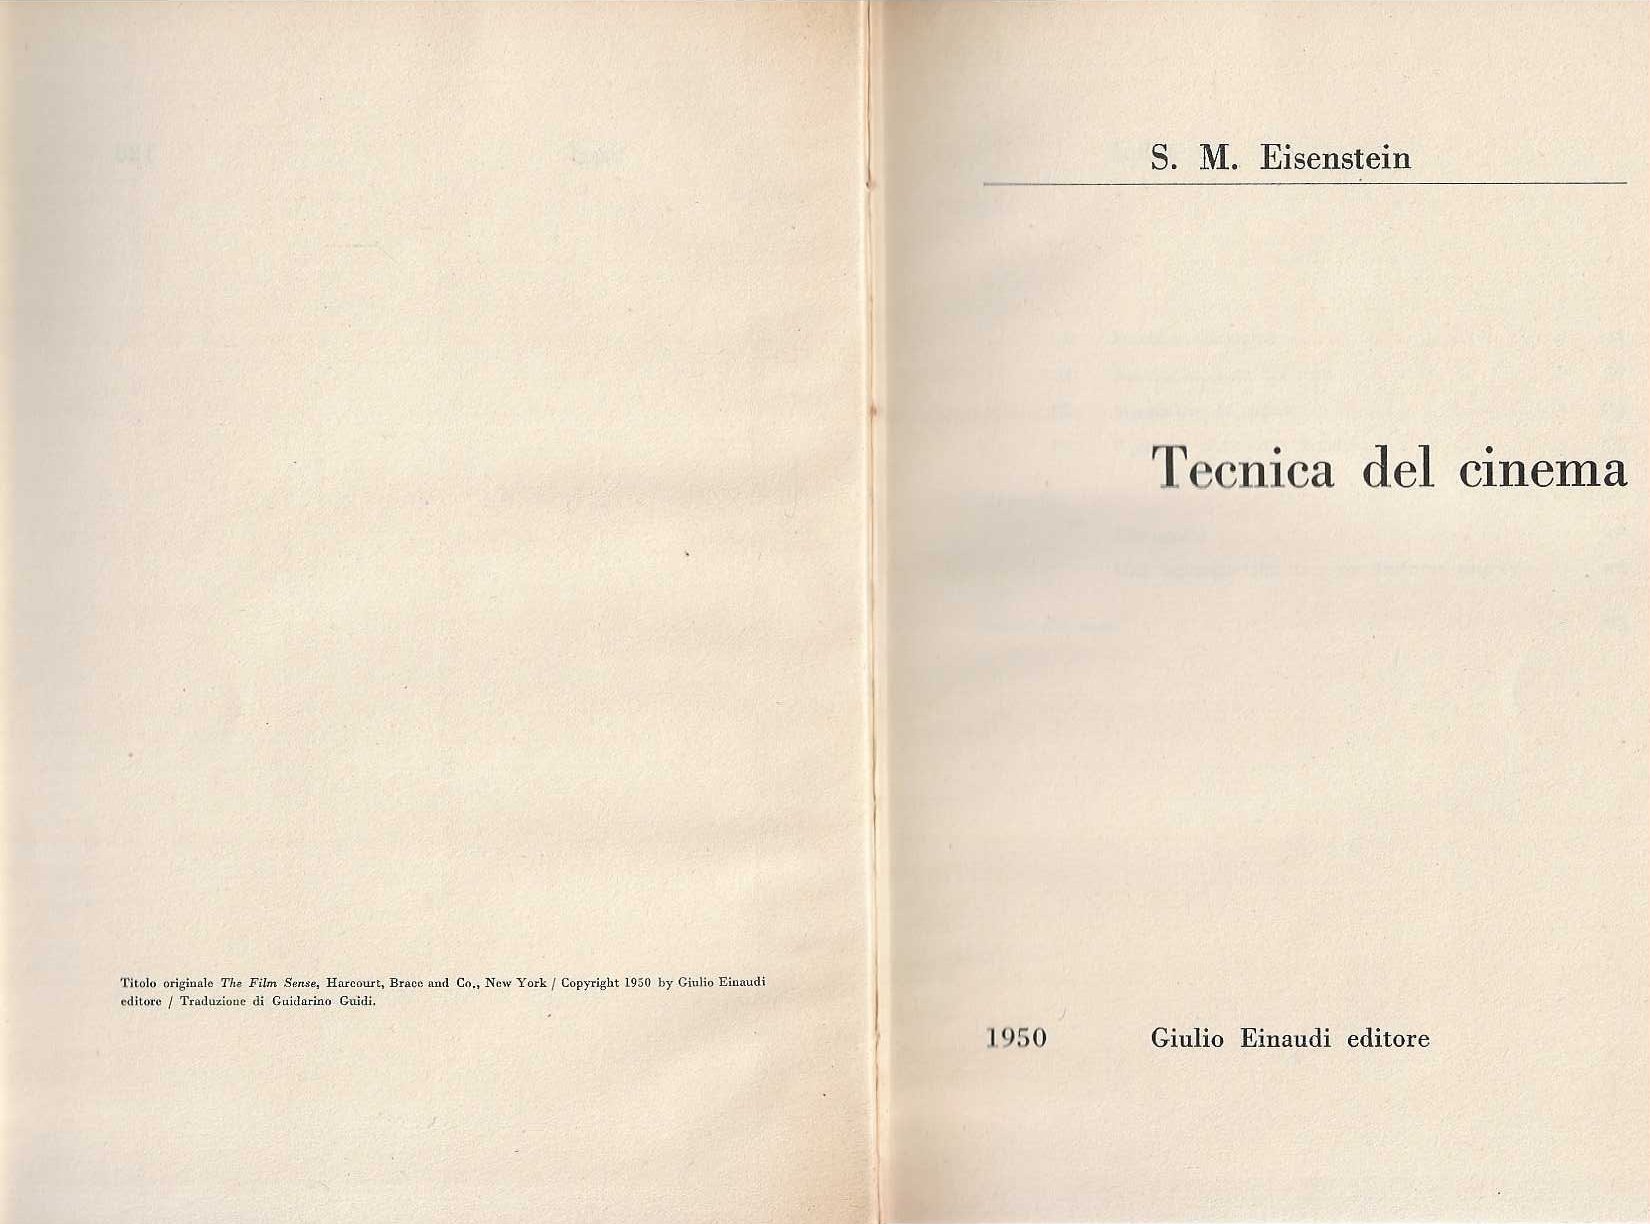 Titolo originale The Film Sense, Harcourt, Brace and Co., New York / Copyright 1950 by Giulio Einaudi
editore / Traduzione di Guidarino Guidi.
S. M. Eisenstein
Tecnica del cinema
1950 Giulio Einaudi editore